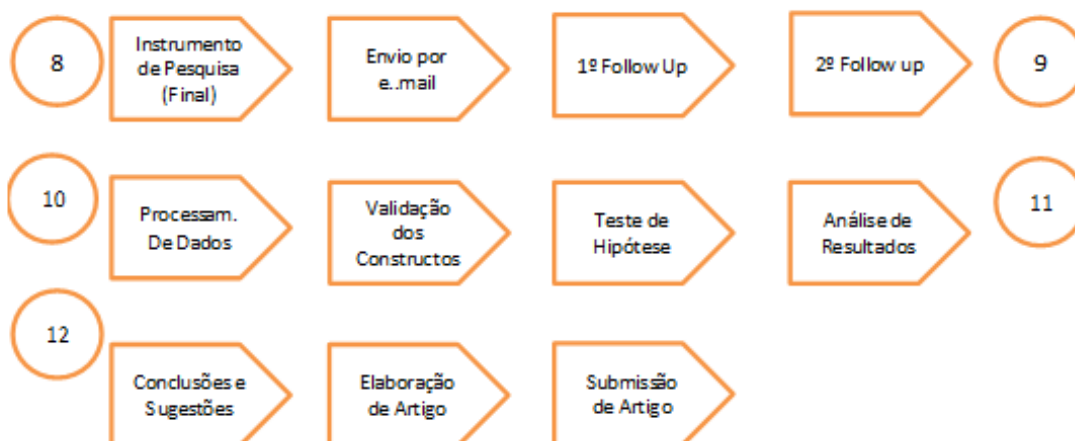 8
Instrumento
de Pesquisa
(Final)
Envio por
e..mail
1º Follow Up
2º Follow up
9
10
Processam.
De Dados
Validação
dos
Constructos
Teste de
Hipótese
Análise de
Resultados
11
12
Conclusões e
Sugestões
Elaboração
de Artigo
Submissão
de Artigo